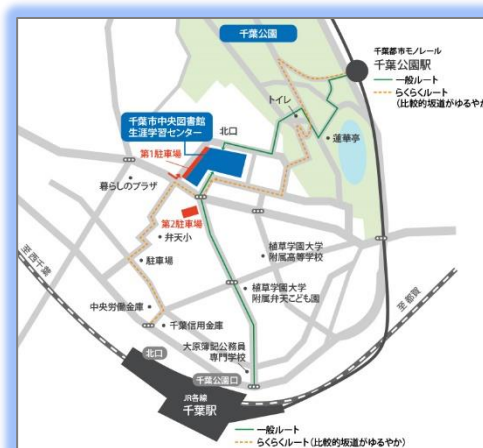 千葉公園
千葉都市モノレール
千葉公園駅
一般ルート
らくらくルート
(比較的坂道がゆるやか)
トイレ
蓮華亭
千葉市中央図書館
生涯学習センター
北口
第1駐車場
暮らしのプラザ
第2駐車場
弁天小
植草学園大学
附属高等学校
至西千葉
駐車場
植草学園大学
附属弁天こども園
至都賀
中央労働金庫
千葉信用金庫
大原簿記公務員
専門学校
北口
千葉公園口
JR各線
千葉駅
一般ルート
らくらくルート(比較的坂道がゆるやか)